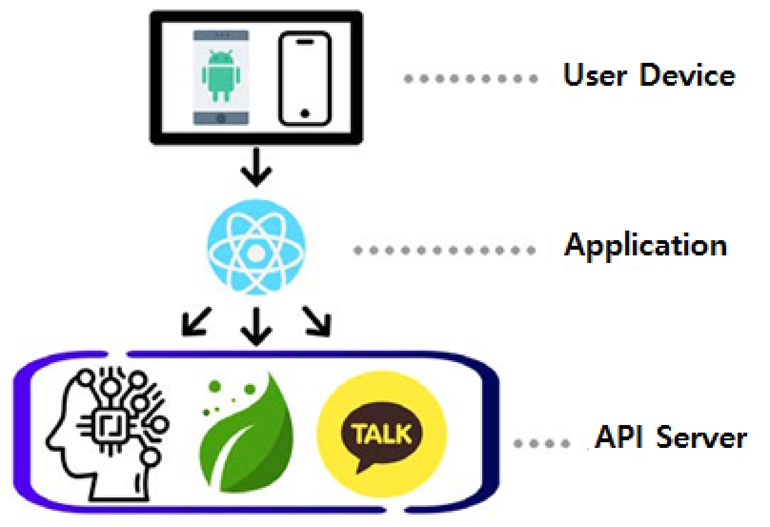 User Device
Application
TALK
API Server